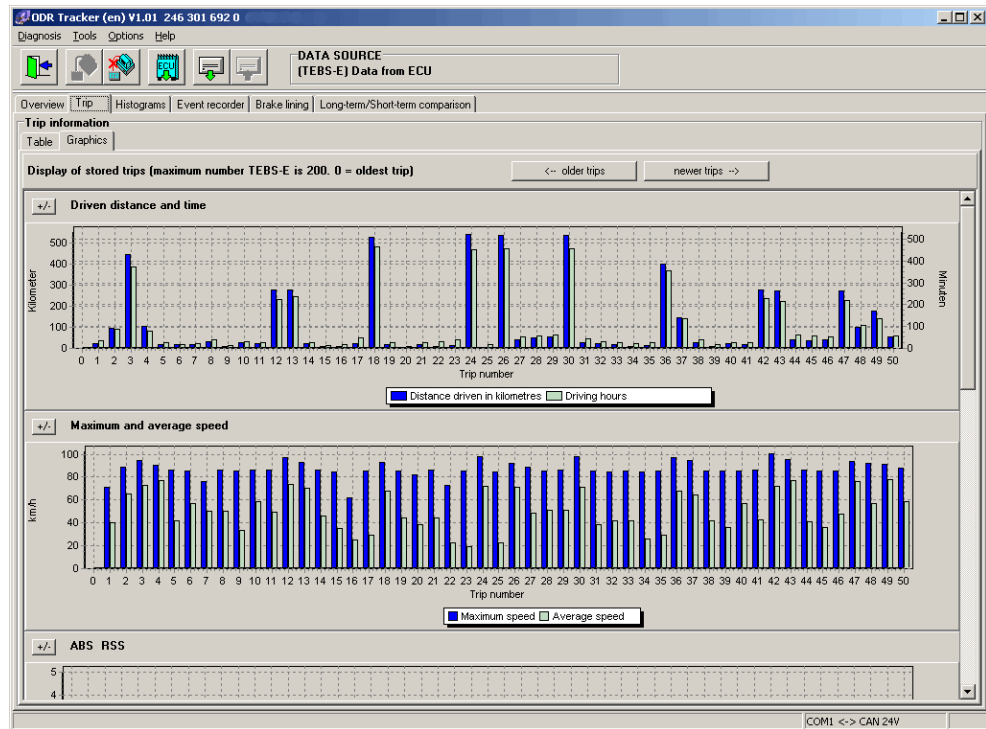 ODR Tracker (en) V1.01 246 301 692 0
Diagnosis Tools Options Help
ECU
DATA SOURCE
(TEBS-E) Data from ECU
Overview Trip Histograms Event recorder Brake lining Long-term/Short-term comparison
Trip information
Table Graphics
Display of stored trips (maximum number TEBS-E is 200. 0 = oldest trip)
<-- older trips
newer trips -->
+/- Driven distance and time
Kilometer
500
400
300
200
100
0
500
400
300
200
100
0
Minuten
0 1 2 3 4 5 6 7 8 9 10 11 12 13 14 15 16 17 18 19 20 21 22 23 24 25 26 27 28 29 30 31 32 33 34 35 36 37 38 39 40 41 42 43 44 45 46 47 48 49 50
Trip number
Distance driven in kilometres Driving hours
+/- Maximum and average speed
km/h
100
80
60
40
20
0
0 1 2 3 4 5 6 7 8 9 10 11 12 13 14 15 16 17 18 19 20 21 22 23 24 25 26 27 28 29 30 31 32 33 34 35 36 37 38 39 40 41 42 43 44 45 46 47 48 49 50
Trip number
Maximum speed Average speed
+/- ABS RSS
5
4
COM1 <-> CAN 24V